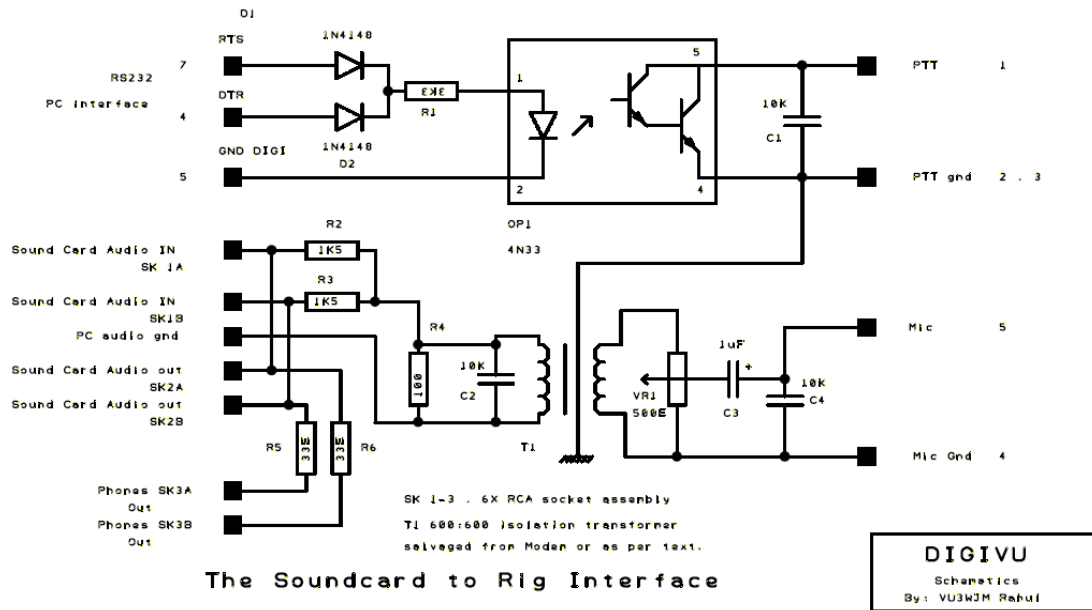 D1
RTS
1N4148
7
RS232
PC interface
DTR
3K3
R1
4
1N4148
D2
GND DIGI
5
1
2
5
4
OP1
4N33
10K
C1
PTT 1
PTT gnd 2 . 3
Sound Card Audio IN
SK 1A
R2
1K5
Sound Card Audio IN
SK1B
R3
1K5
PC audio gnd
Sound Card Audio out
SK2A
Sound Card Audio out
SK2B
R4
100
10K
C2
T1
R5
33E
33E
R6
Phones SK3A
Out
Phones SK3B
Out
VR1
500E
1uF
+
C3
10K
C4
Mic 5
Mic Gnd 4
SK 1-3 . 6X RCA socket assembly
T1 600:600 isolation transformer
salvaged from Modem or as per text.
The Soundcard to Rig Interface
DIGIVU
Schematics
By: VU3WJM Rahul